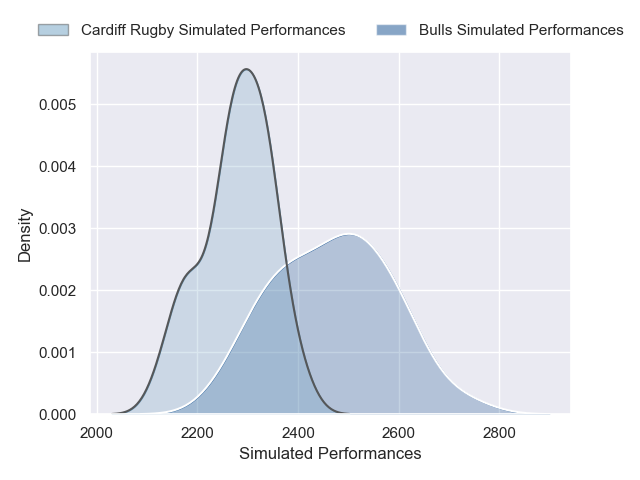 Cardiff Rugby Simulated Performances
Bulls Simulated Performances
0.005
0.004
0.003
0.002
0.001
0.000
Density
2000
2200
2400
2600
2800
Simulated Performances